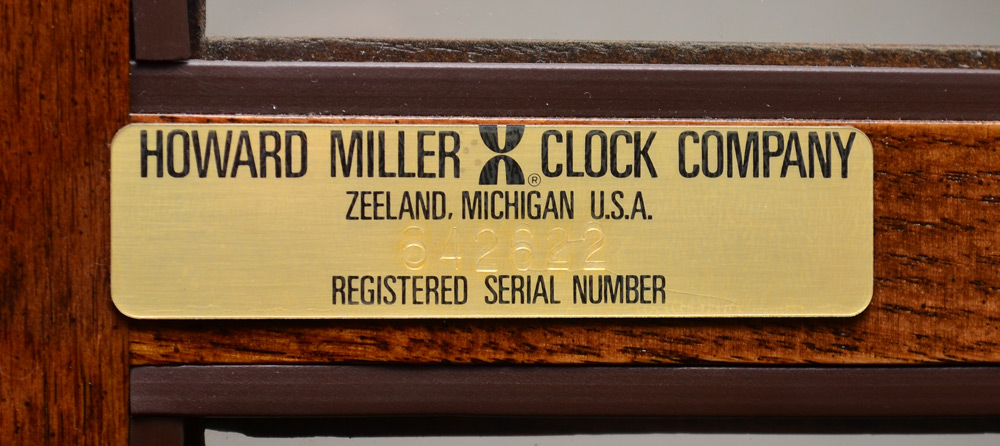 HOWARD MILLER ® CLOCK COMPANY
ZEELAND, MICHIGAN U.S.A.
642622
REGISTERED SERIAL NUMBER